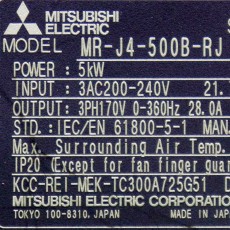 MITSUBISHI
ELECTRIC
MODEL MR-J4-500B-RJ
POWER : 5kW
INPUT : 3AC200-240V 21.
OUTPUT: 3PH170V 0-360Hz 28.0A
STD.: IEC/EN 61800-5-1 MAN
Max. Surrounding Air Temp.
IP20 (Except for fan finger guar
KCC-REI-MEK-TC300A725G51 D
MITSUBISHI ELECTRIC CORPORATION
TOKYO 100-8310, JAPAN MADE IN JAPA